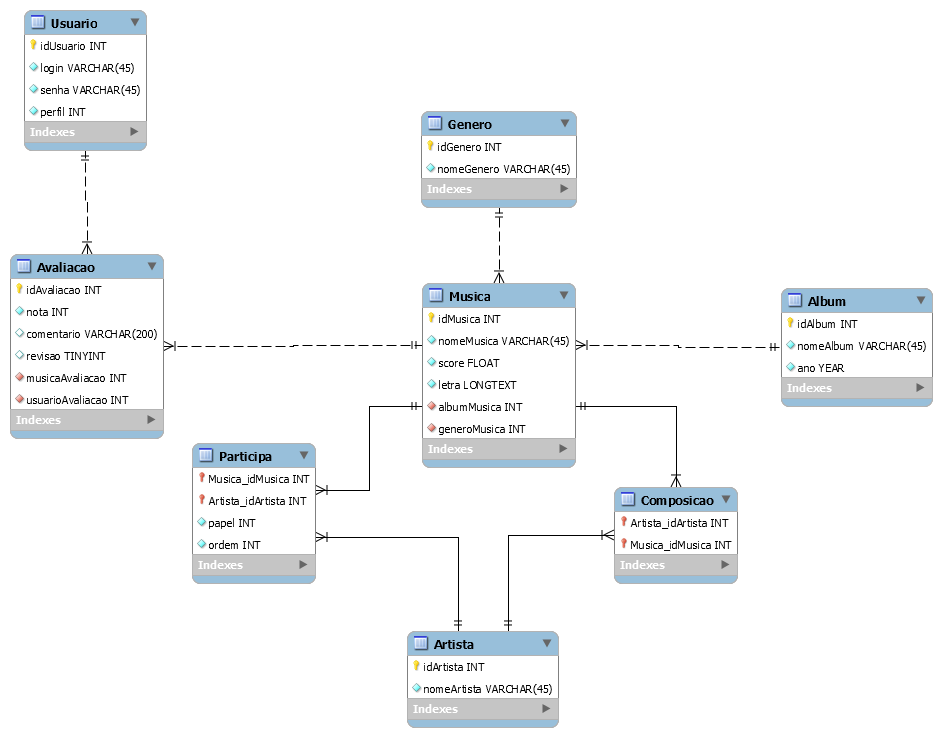 Usuario
idUsuario INT
login VARCHAR(45)
senha VARCHAR(45)
perfil INT
Indexes
Genero
idGenero INT
nomeGenero VARCHAR(45)
Indexes
Avaliacao
idAvaliacao INT
nota INT
comentario VARCHAR(200)
revisao TINYINT
musicaAvaliacao INT
usuarioAvaliacao INT
Indexes
Musica
idMusica INT
nomeMusica VARCHAR(45)
score FLOAT
letra LONGTEXT
albumMusica INT
generoMusica INT
Indexes
Album
idAlbum INT
nomeAlbum VARCHAR(45)
ano YEAR
Indexes
Participa
Musica_idMusica INT
Artista_idArtista INT
papel INT
ordem INT
Indexes
Composicao
Artista_idArtista INT
Musica_idMusica INT
Indexes
Artista
idArtista INT
nomeArtista VARCHAR(45)
Indexes